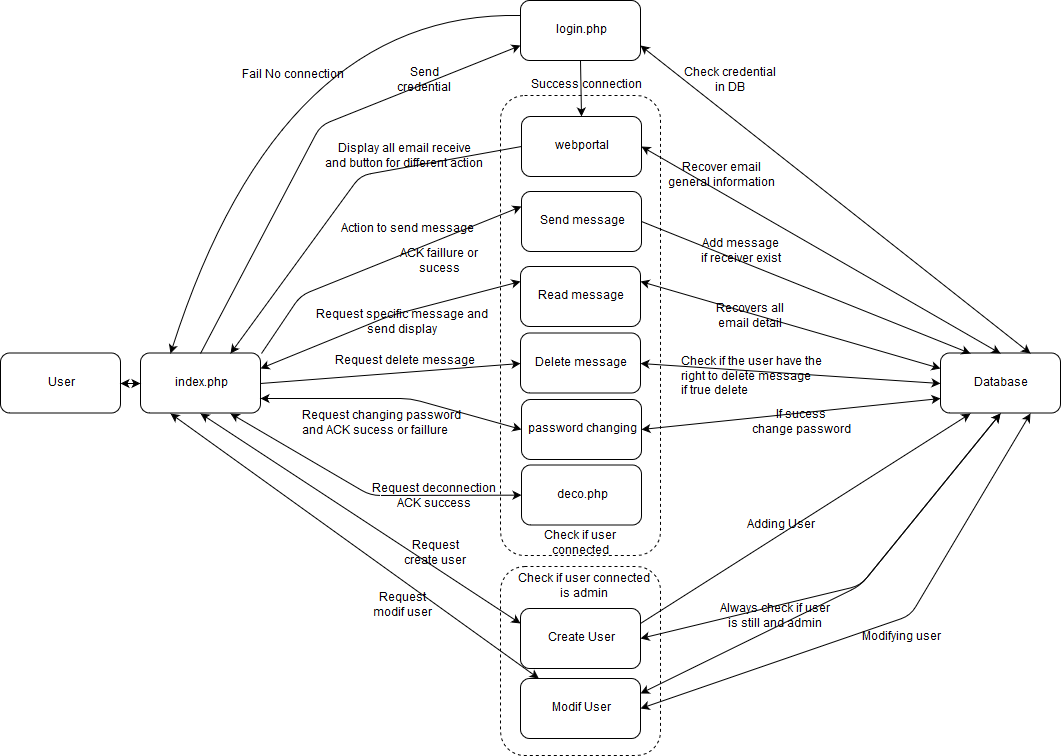 login.php
Fail No connection
Send
credential
Check credential
in DB
Success connection
webportal
Display all email receive
and button for different action
Recover email
general information
Send message
Action to send message
Add message
if receiver exist
ACK faillure or
sucess
Read message
Request specific message and
send display
Recovers all
email detail
Request delete message
Delete message
Check if the user have the
right to delete message
if true delete
User
index.php
Database
Request changing password
and ACK sucess or faillure
password changing
If sucess
change password
Request deconnection
ACK success
deco.php
Check if user
connected
Adding User
Request
create user
Check if user connected
is admin
Request
modif user
Create User
Always check if user
is still and admin
Modifying user
Modif User